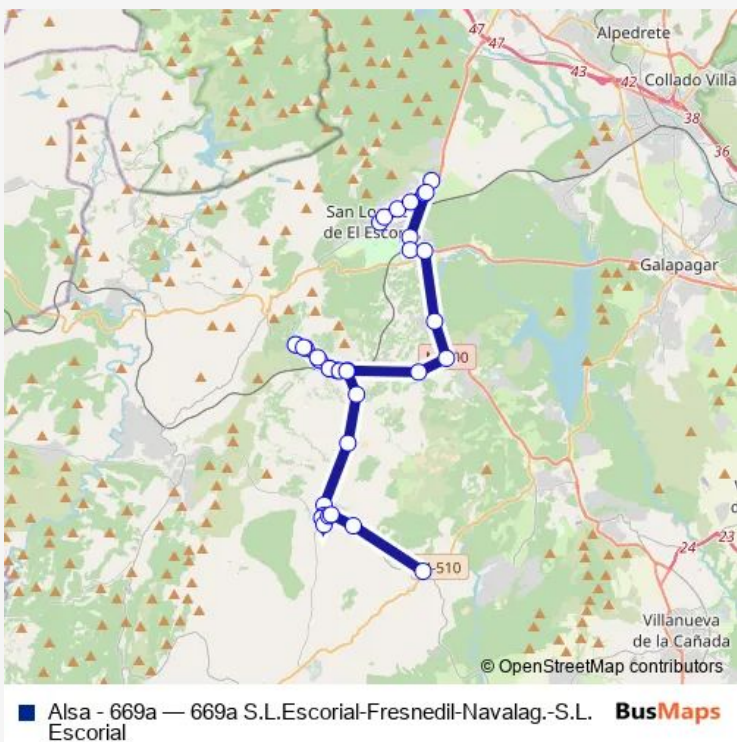 47
47
Alpedrete
43
42
Collado Villa
38
36
San Lo
de El Escor
Galapagar
00
24
23
-510
Villanueva
de la Cañada
© OpenStreetMap contributors
Alsa - 669a — 669a S.L.Escorial-Fresnedil-Navalag.-S.L.
Escorial
BusMaps